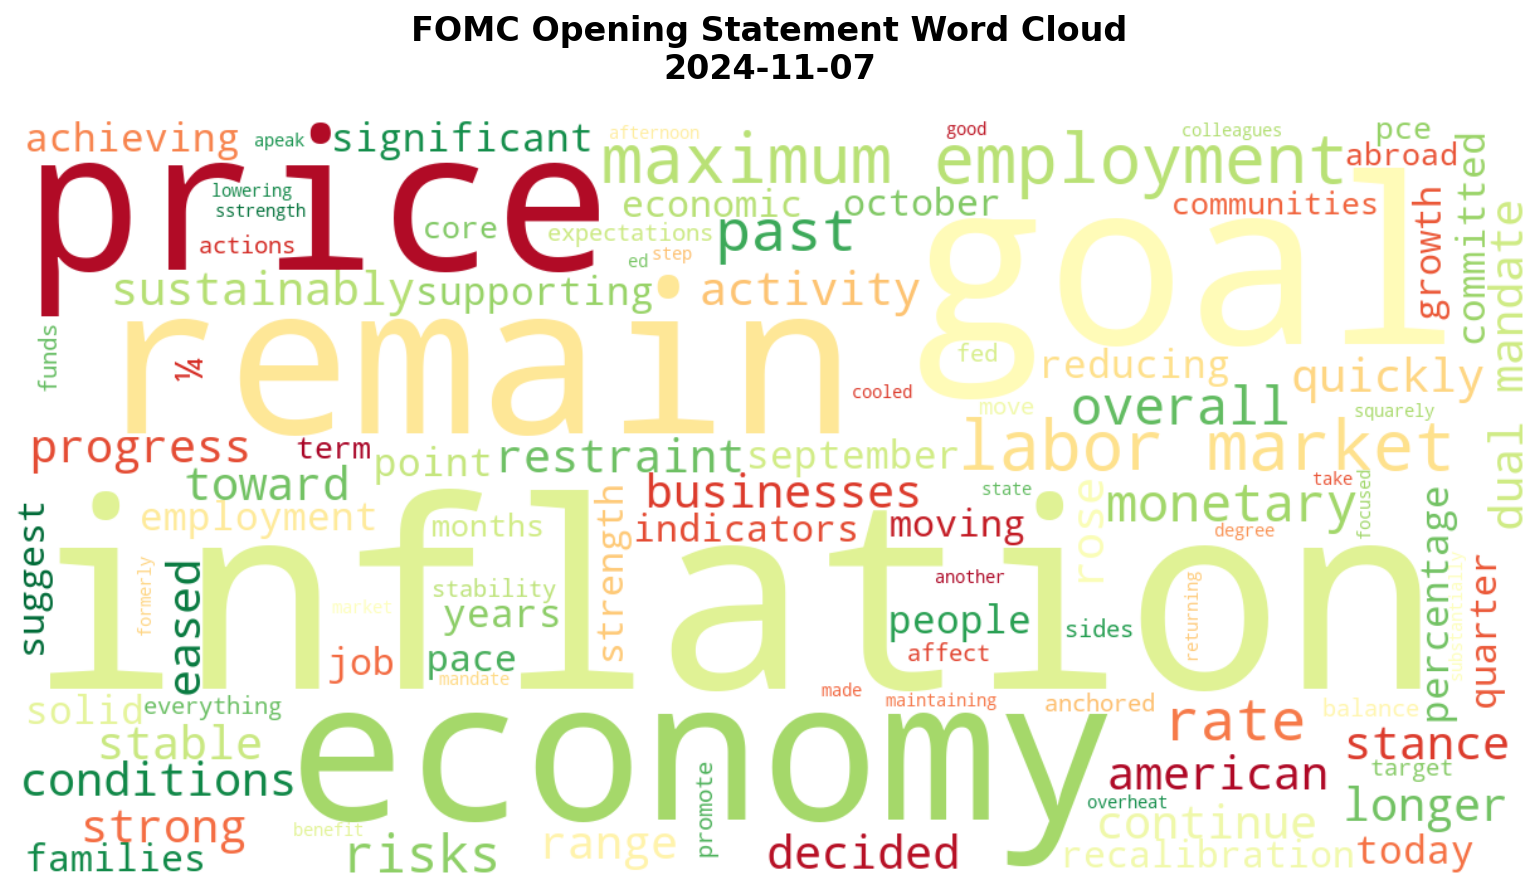 FOMC Opening Statement Word Cloud
2024-11-07
achieving
apeak
significant
afternoon
good
colleagues
pce
price
maximum employment
abroad
lowering
sstrength
core
economic
october
communities
growth
committed
mandate
actions
expectations
past
goal
ed
step
sustainably
supporting
activity
funds
¼
remain
fed
reducing
quickly
cooled
move
overall
squarely
progress
term
point
restraint
september
labor market
dual
toward
businesses
state
monetary
take
focused
suggest
employment
months
strength
indicators
moving
rose
degree
percentage
inflation
eased
formerly
market
stability
years
another
people
sides
returning
substantially
quarter
job
pace
mandate
affect
made
maintaining
anchored
balance
solid
everything
economy
rate
stable
stance
conditions
promote
american
target
overheat
longer
strong
benefit
range
decided
continue
families
risks
recalibration
today